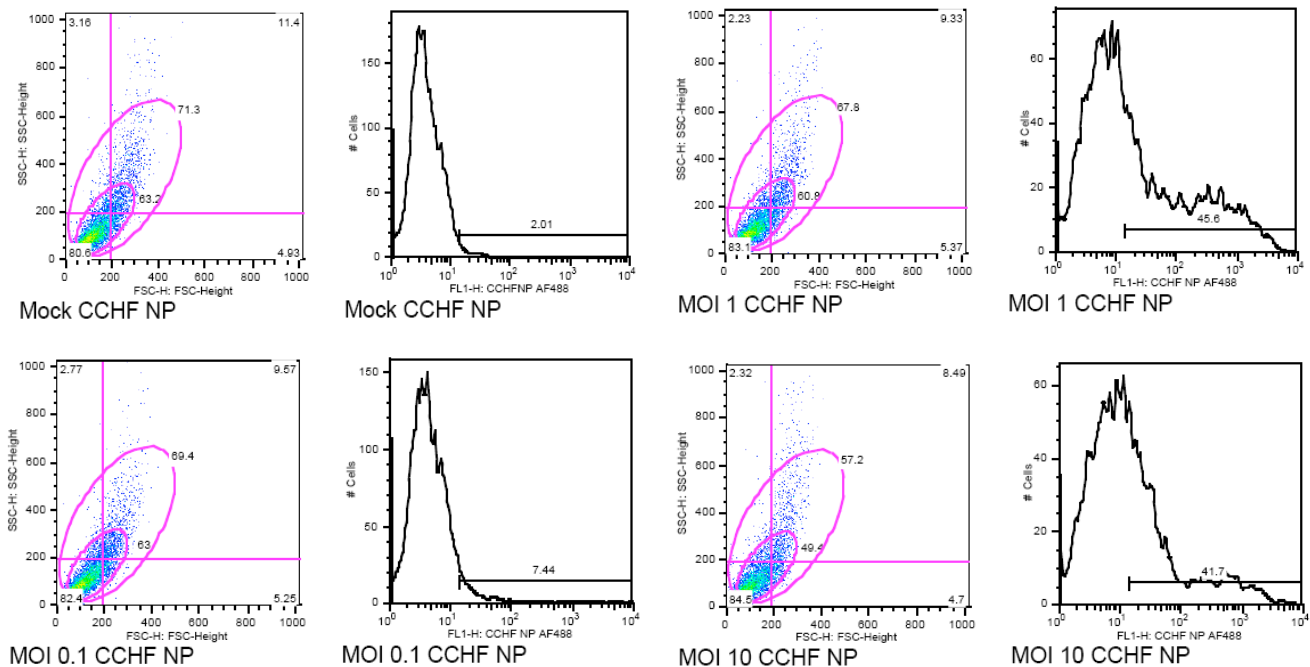 1000
3.16
11.4
800
600
400
200
0
71.3
63.2
80.6
4.93
0 200 400 600 800 1000
SSC-H: SSC-Height
FSC-H: FSC-Height
Mock CCHF NP
150
100
50
0
# Cells
2.01
10^0 10^1 10^2 10^3 10^4
FL1-H: CCHFNP AF488
Mock CCHF NP
1000
2.23
9.33
800
600
400
200
0
67.8
60.8
83.1
5.37
0 200 400 600 800 1000
SSC-H: SSC-Height
FSC-H: FSC-Height
MOI 1 CCHF NP
60
40
20
0
# Cells
45.6
10^0 10^1 10^2 10^3 10^4
FL1-H: CCHF NP AF488
MOI 1 CCHF NP
1000
2.77
9.57
800
600
400
200
0
69.4
63
82.4
5.25
0 200 400 600 800 1000
SSC-H: SSC-Height
FSC-H: FSC-Height
MOI 0.1 CCHF NP
150
100
50
0
# Cells
7.44
10^0 10^1 10^2 10^3 10^4
FL1-H: CCHF NP AF488
MOI 0.1 CCHF NP
1000
2.32
8.49
800
600
400
200
0
57.2
49.4
84.5
4.7
0 200 400 600 800 1000
SSC-H: SSC-Height
FSC-H: FSC-Height
MOI 10 CCHF NP
60
40
20
0
# Cells
41.7
10^0 10^1 10^2 10^3 10^4
FL1-H: CCHF NP AF488
MOI 10 CCHF NP